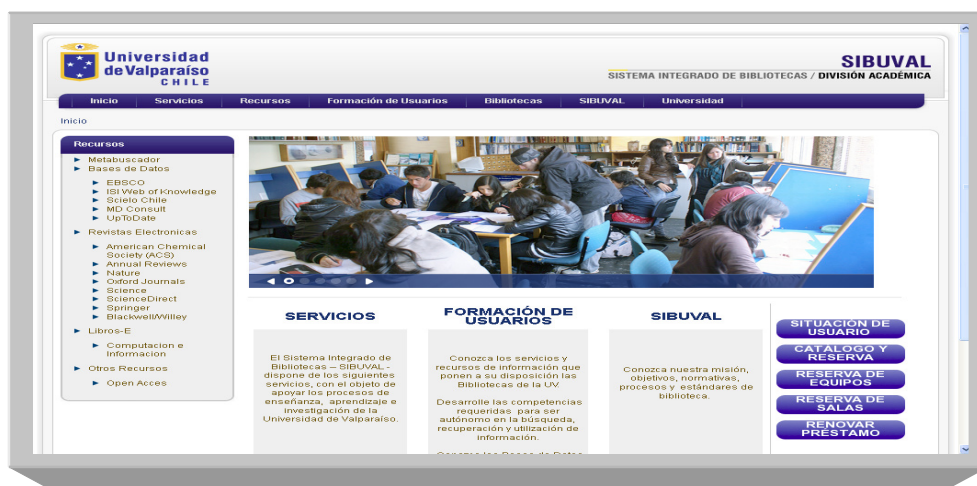 Universidad
de Valparaíso
CHILE
SIBUVAL
SISTEMA INTEGRADO DE BIBLIOTECAS / DIVISIÓN ACADÉMICA
Inicio Servicios Recursos Formación de Usuarios Bibliotecas SIBUVAL Universidad
Inicio
Recursos
Metabuscador
Bases de Datos
EBSCO
ISI Web of Knowledge
Scielo Chile
MD Consult
UpToDate
Revistas Electronicas
American Chemical
Society (ACS)
Annual Reviews
Nature
Oxford Journals
Science
ScienceDirect
Springer
Blackwell/Willey
Libros-E
Computacion e
Informacion
Otros Recursos
Open Acces
SERVICIOS
El Sistema Integrado de
Bibliotecas – SIBUVAL -
dispone de los siguientes
servicios, con el objeto de
apoyar los procesos de
enseñanza, aprendizaje e
investigación de la
Universidad de Valparaíso.
FORMACIÓN DE
USUARIOS
Conozca los servicios y
recursos de información que
ponen a su disposición las
Bibliotecas de la UV.
Desarrolle las competencias
requeridas para ser
autónomo en la búsqueda,
recuperación y utilización de
información.
Conozca las Bases de Datos
SIBUVAL
Conozca nuestra misión,
objetivos, normativas,
procesos y estándares de
biblioteca.
SITUACIÓN DE
USUARIO
CATÁLOGO Y
RESERVA
RESERVA DE
EQUIPOS
RESERVA DE
SALAS
RENOVAR
PRÉSTAMO